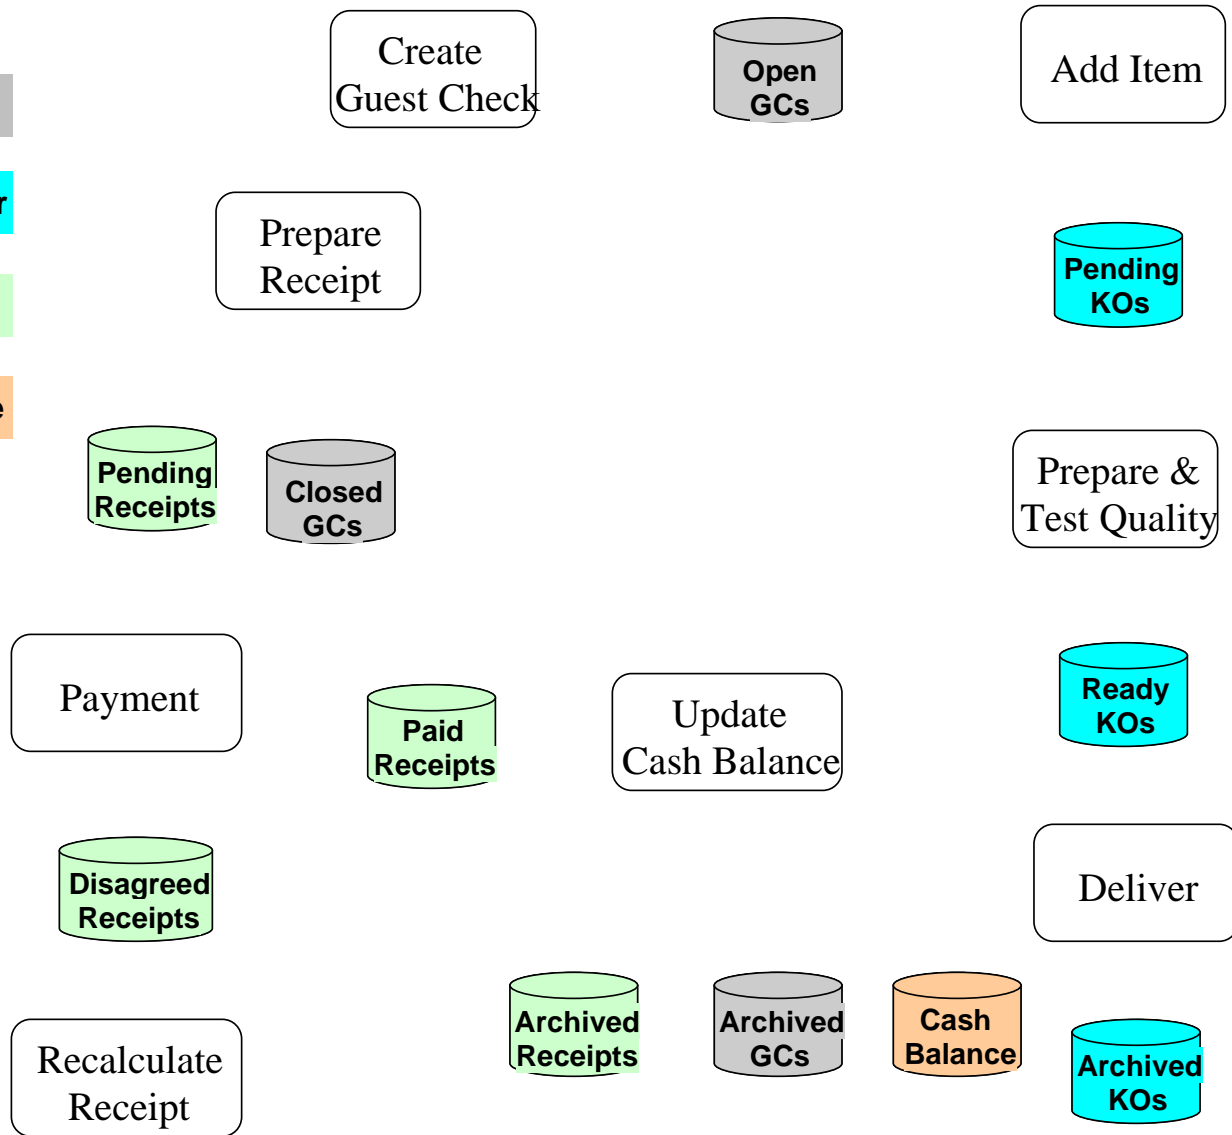 Create
Guest Check
Open
GCs
Add Item
r
Prepare
Receipt
Pending
KOs
e
Pending
Receipts
Closed
GCs
Prepare &
Test Quality
Payment
Paid
Receipts
Update
Cash Balance
Ready
KOs
Disagreed
Receipts
Deliver
Archived
Receipts
Archived
GCs
Cash
Balance
Archived
KOs
Recalculate
Receipt